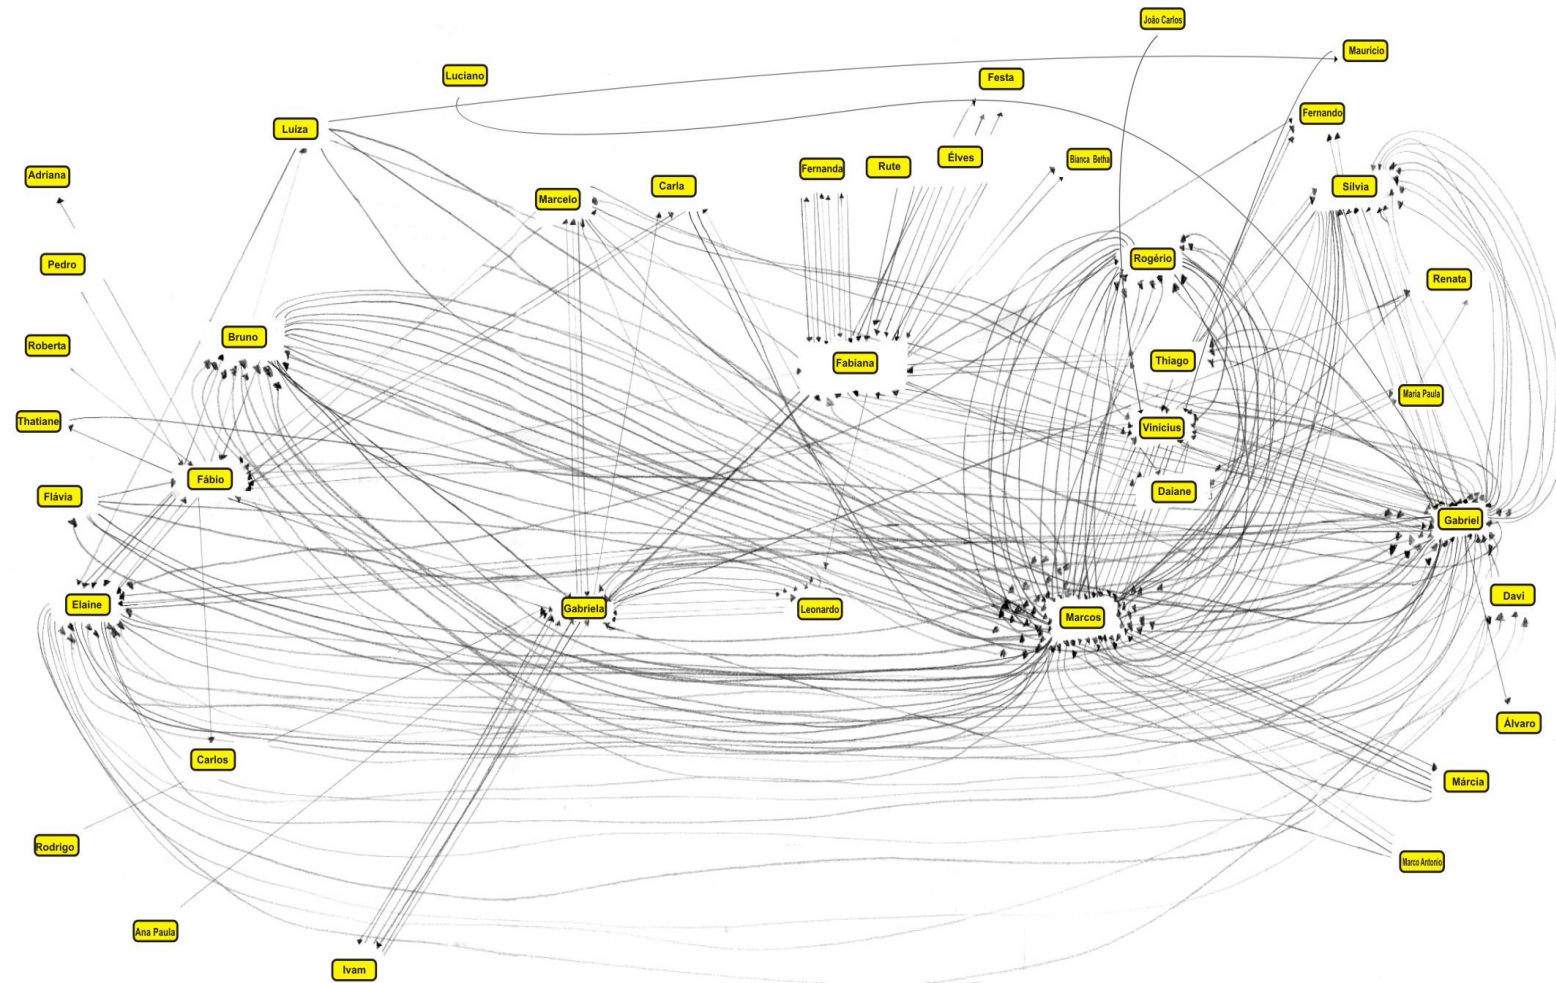 João Carlos
Mauricio
Luciano
Festa
Fernando
Luíza
Élves
Bianca Betha
Rute
Fernanda
Adriana
Carla
Silvia
Marcelo
Rogério
Pedro
Renata
Bruno
Roberta
Fabiana
Thiago
Maria Paula
Thatiane
Vinícius
Fábio
Daiane
Flávia
Gabriel
Davi
Elaine
Gabriela
Leonardo
Marcos
Álvaro
Carlos
Márcia
Rodrigo
Marco Antonio
Ana Paula
Ivam